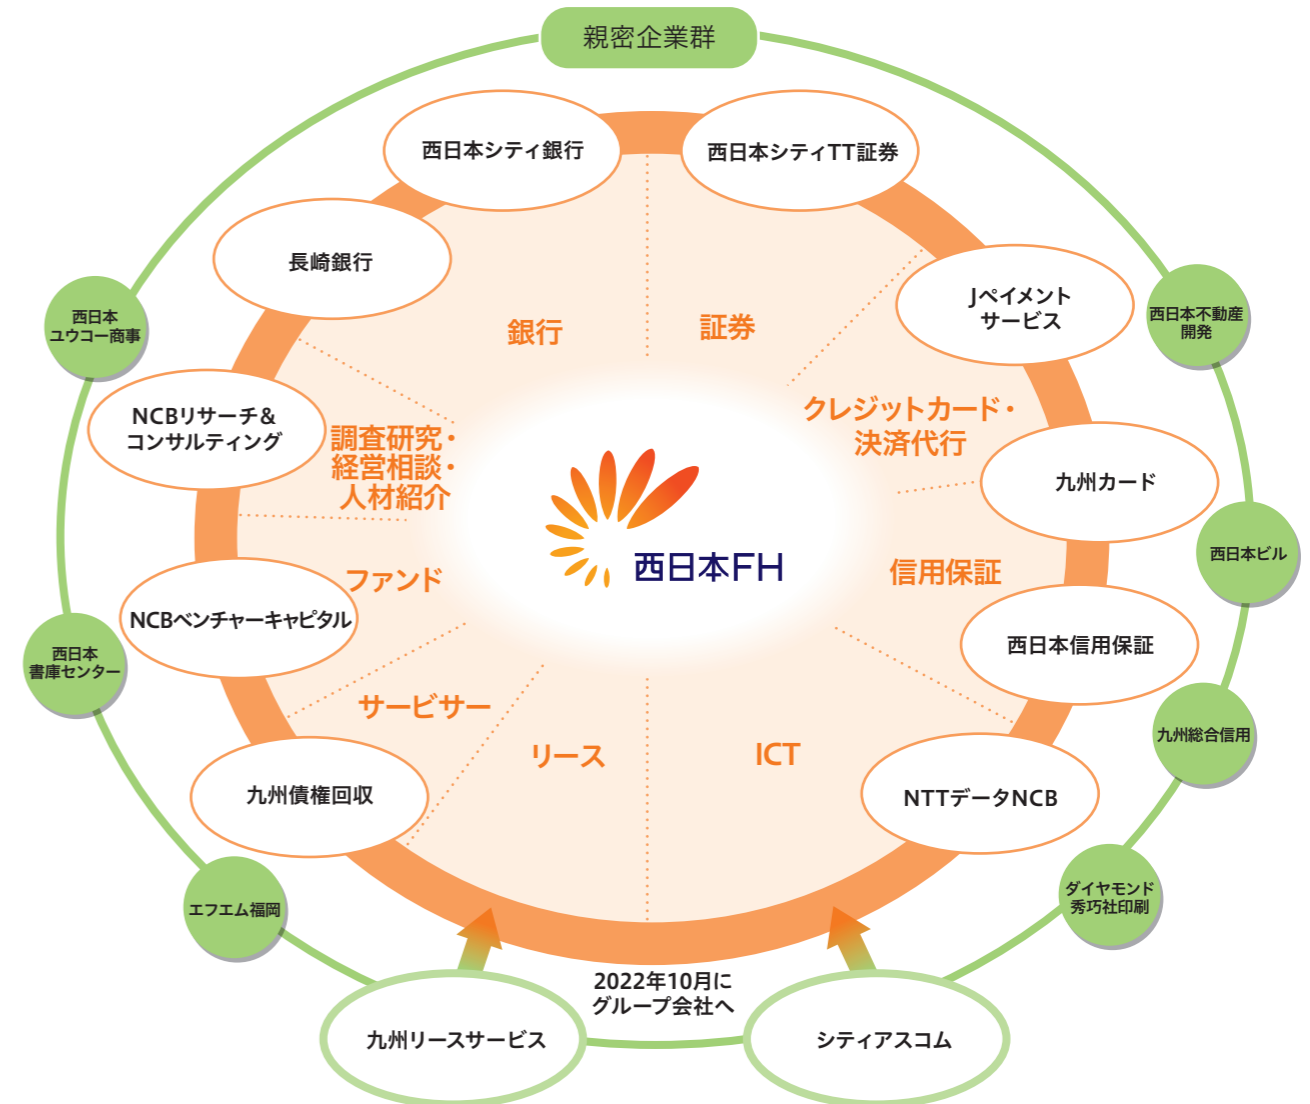 親密企業群
西日本シティ銀行
西日本シティTT証券
長崎銀行
Jペイメント
サービス
西日本
ユウコー商事
西日本不動産
開発
銀行
証券
NCBリサーチ&
コンサルティング
調査研究・
経営相談・
人材紹介
クレジットカード・
決済代行
九州カード
西日本FH
西日本ビル
ファンド
信用保証
NCBベンチャーキャピタル
西日本信用保証
西日本
書庫センター
サービサー
リース
ICT
九州総合信用
九州債権回収
NTTデータNCB
エフエム福岡
ダイヤモンド
秀巧社印刷
2022年10月に
グループ会社へ
九州リースサービス
シティアスコム